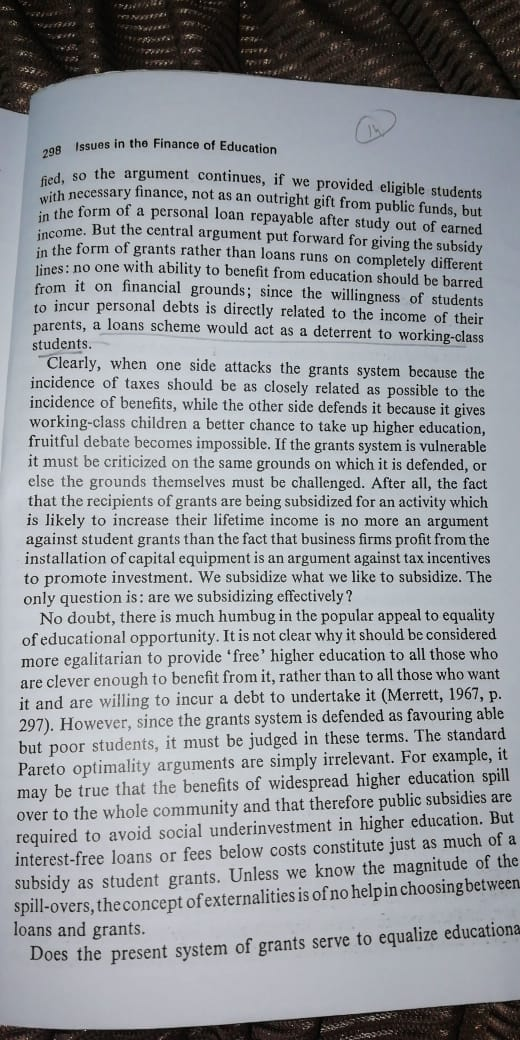 298 Issues in the Finance of Education
14
fied, so the argument continues, if we provided eligible students
with necessary finance, not as an outright gift from public funds, but
in the form of a personal loan repayable after study out of earned
income. But the central argument put forward for giving the subsidy
in the form of grants rather than loans runs on completely different
lines: no one with ability to benefit from education should be barred
from it on financial grounds; since the willingness of students
to incur personal debts is directly related to the income of their
parents, a loans scheme would act as a deterrent to working-class
students.
Clearly, when one side attacks the grants system because the
incidence of taxes should be as closely related as possible to the
incidence of benefits, while the other side defends it because it gives
working-class children a better chance to take up higher education,
fruitful debate becomes impossible. If the grants system is vulnerable
it must be criticized on the same grounds on which it is defended, or
else the grounds themselves must be challenged. After all, the fact
that the recipients of grants are being subsidized for an activity which
is likely to increase their lifetime income is no more an argument
against student grants than the fact that business firms profit from the
installation of capital equipment is an argument against tax incentives
to promote investment. We subsidize what we like to subsidize. The
only question is: are we subsidizing effectively?
No doubt, there is much humbug in the popular appeal to equality
of educational opportunity. It is not clear why it should be considered
more egalitarian to provide ‘free’ higher education to all those who
are clever enough to benefit from it, rather than to all those who want
it and are willing to incur a debt to undertake it (Merrett, 1967, p.
297). However, since the grants system is defended as favouring able
but poor students, it must be judged in these terms. The standard
Pareto optimality arguments are simply irrelevant. For example, it
may be true that the benefits of widespread higher education spill
over to the whole community and that therefore public subsidies are
required to avoid social underinvestment in higher education. But
interest-free loans or fees below costs constitute just as much of a
subsidy as student grants. Unless we know the magnitude of the
spill-overs, the concept of externalities is of no help in choosing between
loans and grants.
Does the present system of grants serve to equalize educationa